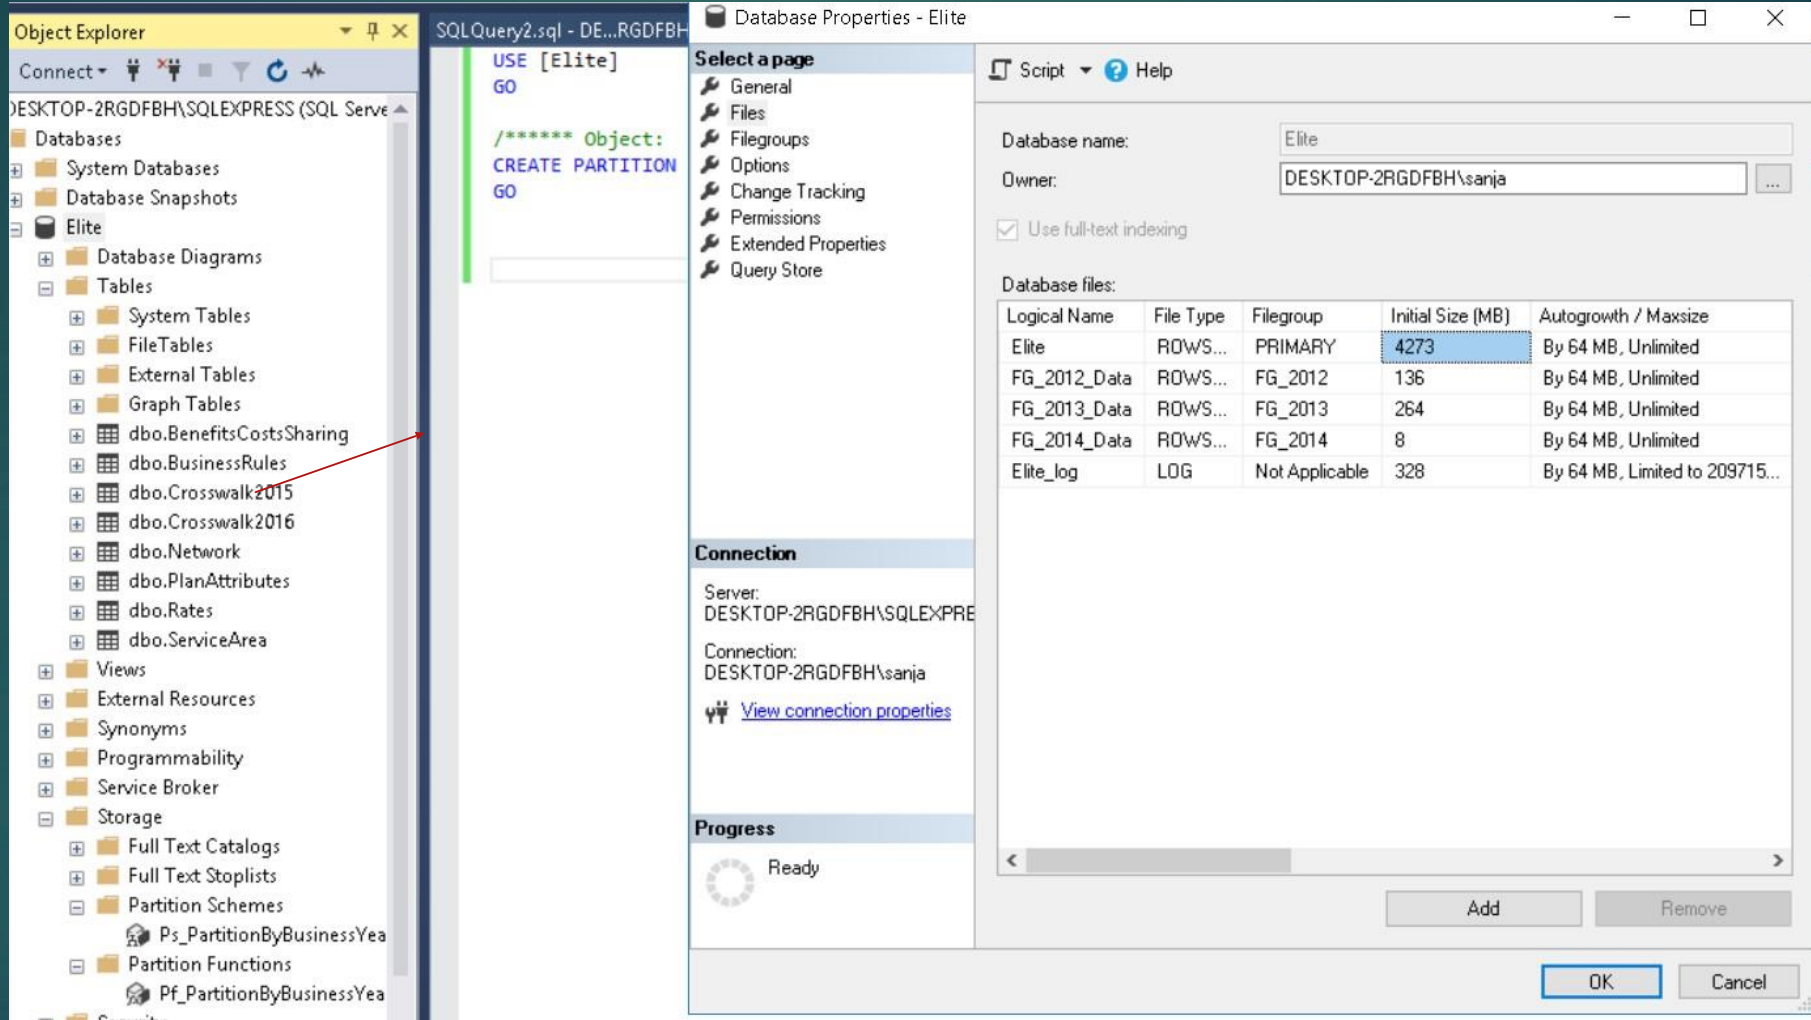 Object Explorer
Connect
DESKTOP-2RGDFBH\SQLEXPRESS (SQL Serve
Databases
System Databases
Database Snapshots
Elite
Database Diagrams
Tables
System Tables
FileTables
External Tables
Graph Tables
dbo.BenefitsCostsSharing
dbo.BusinessRules
dbo.Crosswalk2015
dbo.Crosswalk2016
dbo.Network
dbo.PlanAttributes
dbo.Rates
dbo.ServiceArea
Views
External Resources
Synonyms
Programmability
Service Broker
Storage
Full Text Catalogs
Full Text Stoplists
Partition Schemes
Ps_PartitionByBusinessYea
Partition Functions
Pf_PartitionByBusinessYea
SQLQuery2.sql - DE...RGDFBH
USE [Elite]
GO
/****** Object:
CREATE PARTITION
GO
Database Properties - Elite
Select a page
General
Files
Filegroups
Options
Change Tracking
Permissions
Extended Properties
Query Store
Connection
Server:
DESKTOP-2RGDFBH\SQLEXPRE
Connection:
DESKTOP-2RGDFBH\sanja
View connection properties
Progress
Ready
Script Help
Database name: Elite
Owner: DESKTOP-2RGDFBH\sanja ...
Use full-text indexing
Database files:
Logical Name File Type Filegroup Initial Size (MB) Autogrowth / Maxsize
Elite ROWS... PRIMARY 4273 By 64 MB, Unlimited
FG_2012_Data ROWS... FG_2012 136 By 64 MB, Unlimited
FG_2013_Data ROWS... FG_2013 264 By 64 MB, Unlimited
FG_2014_Data ROWS... FG_2014 8 By 64 MB, Unlimited
Elite_log LOG Not Applicable 328 By 64 MB, Limited to 209715...
Add Remove
OK Cancel